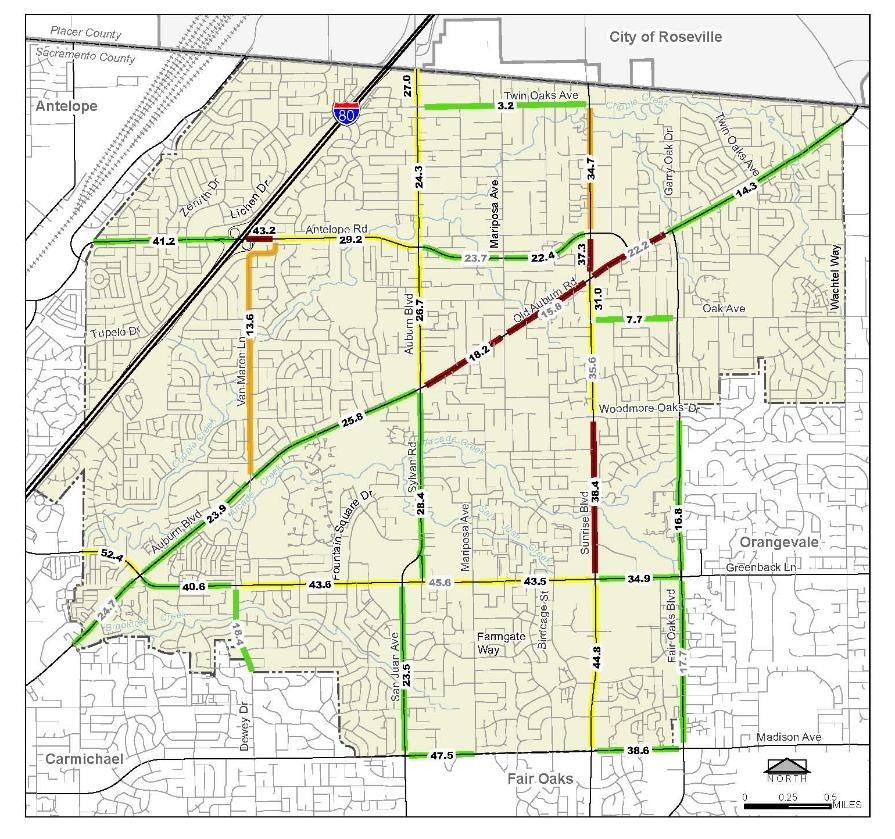 Placer County
Sacramento County
City of Roseville
Antelope
80
27.0
Twin Oaks Ave
3.2
24.3
34.7
Garry Oak Dr
Twin Oaks Ave
14.3
Zenith Dr
Lichen Dr
Mariposa Ave
43.2
Antelope Rd
41.2
29.2
23.7
22.4
37.3
22.2
Wachtel Way
Old Auburn Rd
15.8
31.0
7.7
Oak Ave
Auburn Blvd
26.7
13.6
Tupelo Dr
Van Maren Ln
18.2
35.6
Woodmore Oaks Dr
25.8
Sylvan Rd
28.4
38.4
16.8
Fountain Square Dr
Mariposa Ave
Sunrise Blvd
Auburn Blvd
23.9
Orangevale
52.4
Greenback Ln
40.6
43.6
45.6
43.5
34.9
24.7
18.4
Birdcage St
Fair Oaks Blvd
Farmgate
Way
San Juan Ave
23.5
44.8
17.7
Dewey Dr
Madison Ave
Carmichael
47.5
38.6
Fair Oaks
NORTH
0 0.25 0.5
MILES